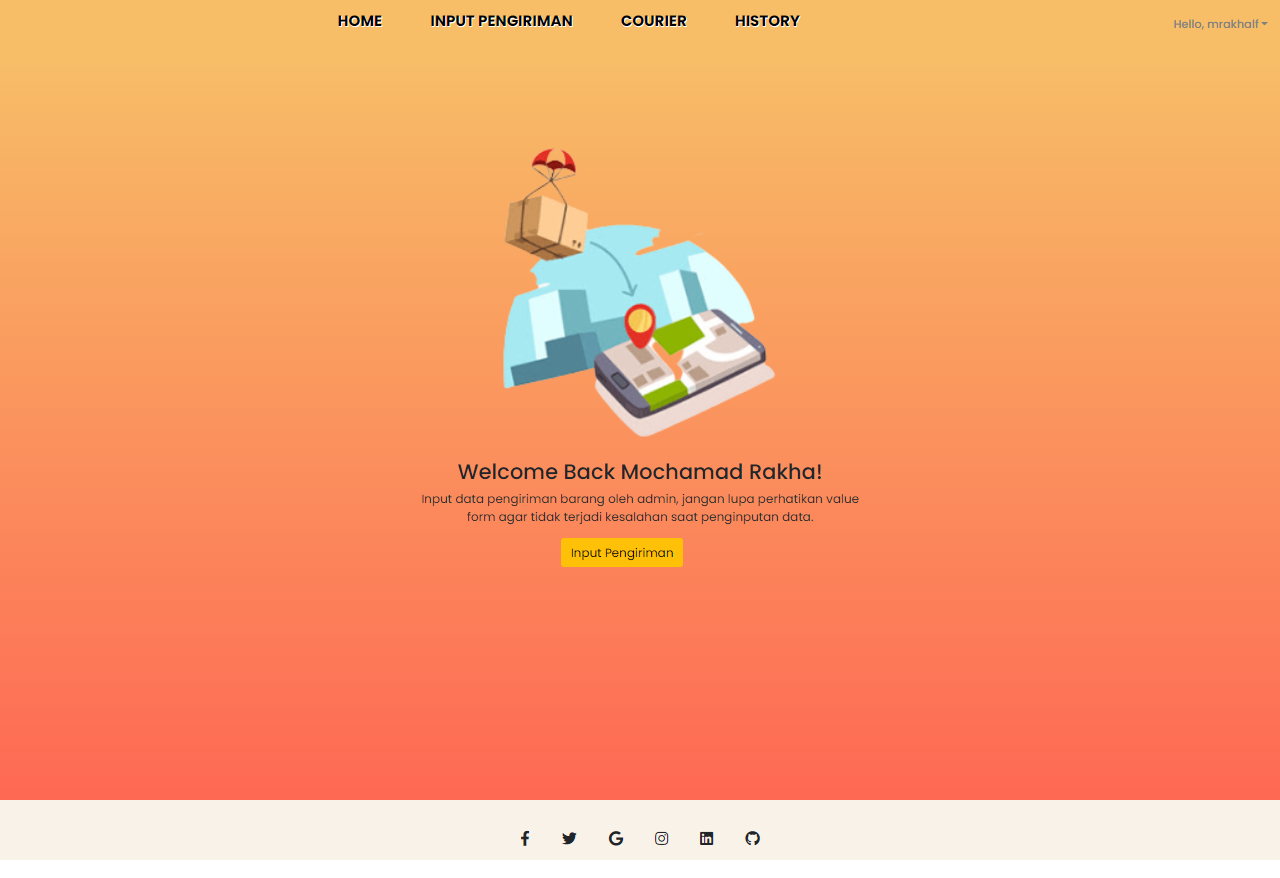 HOME INPUT PENGIRIMAN COURIER HISTORY Hello, mrakhalf
Welcome Back Mochamad Rakha!
Input data pengiriman barang oleh admin, jangan lupa perhatikan value
form agar tidak terjadi kesalahan saat penginputan data.
Input Pengiriman